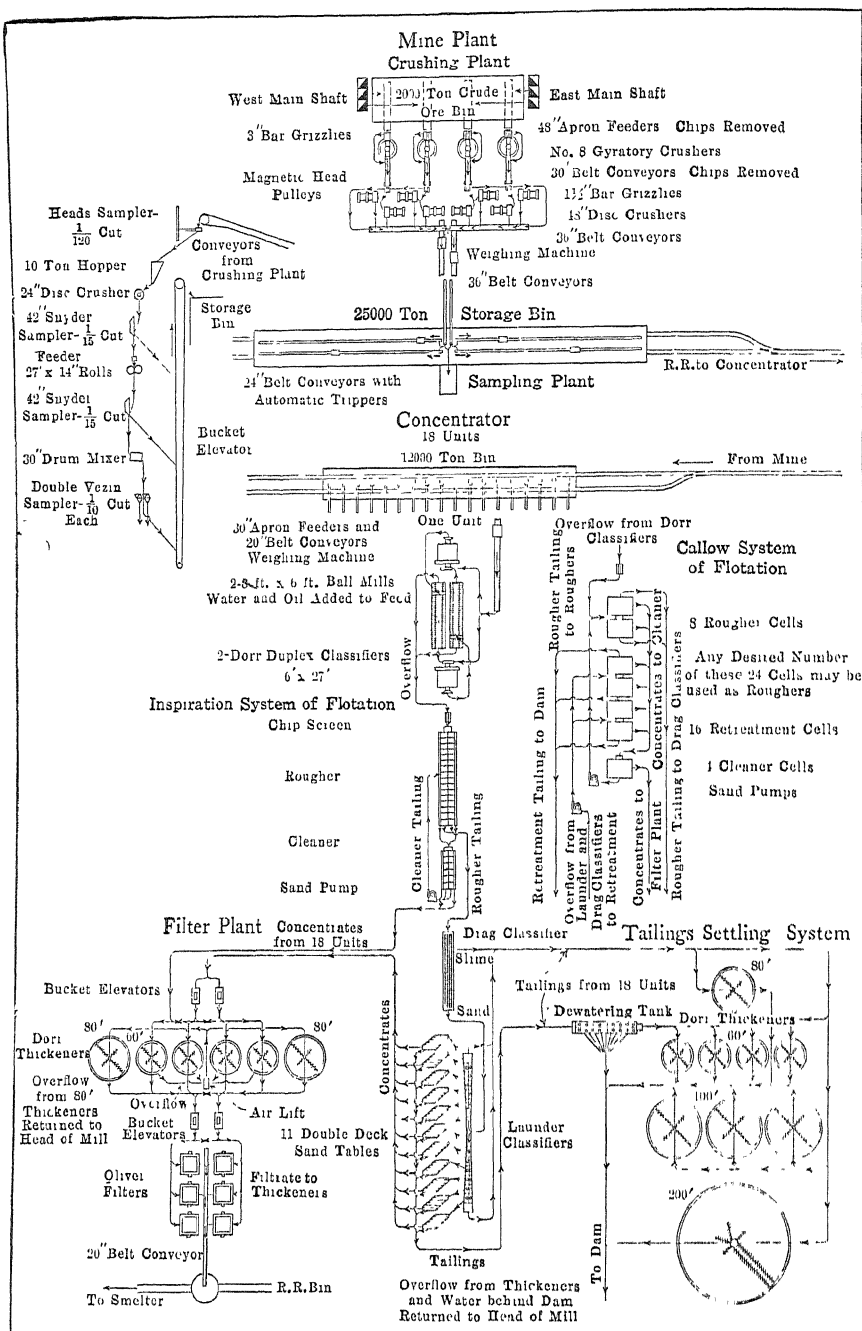 Mine Plant
Crushing Plant
West Main Shaft
2000 Ton Crude
Ore Bin
East Main Shaft
3" Bar Grizzlies
48" Apron Feeders Chips Removed
No. 8 Gyratory Crushers
30" Belt Conveyors Chips Removed
Magnetic Head
Pulleys
1½" Bar Grizzlies
48" Disc Crushers
36" Belt Conveyors
Weighing Machine
36" Belt Conveyors
Heads Sampler-
1/120 Cut
Conveyors
from
Crushing Plant
10 Ton Hopper
24" Disc Crusher
42" Snyder
Sampler-1/15 Cut
Feeder
27" x 14" Rolls
42" Snyder
Sampler-1/15 Cut
30" Drum Mixer
Double Vezin
Sampler-1/10 Cut
Each
Storage
Bin
Bucket
Elevator
25000 Ton Storage Bin
R.R. to Concentrator
24" Belt Conveyors with
Automatic Trippers
Sampling Plant
Concentrator
18 Units
12000 Ton Bin
From Mine
One Unit
30" Apron Feeders and
20" Belt Conveyors
Weighing Machine
2-8 ft. x 6 ft. Ball Mills
Water and Oil Added to Feed
2-Dorr Duplex Classifiers
6' x 27'
Overflow
Inspiration System of Flotation
Chip Screen
Rougher
Cleaner
Sand Pump
Cleaner Tailing
Rougher Tailing
Overflow from Dorr
Classifiers
Callow System
of Flotation
Rougher Tailing
to Roughers
8 Rougher Cells
Any Desired Number
of these 24 Cells may be
used as Roughers
16 Retreatment Cells
4 Cleaner Cells
Sand Pumps
Retreatment Tailing to Dam
Overflow from
Launder and
Drag Classifiers
to Retreatment
Concentrates to Cleaner
Concentrates to
Filter Plant
Rougher Tailing to Drag Classifiers
Filter Plant
Concentrates
from 18 Units
Bucket Elevators
80'
60'
80'
Dorr
Thickeners
Overflow
from 80'
Thickeners
Returned to
Head of Mill
Overflow
Air Lift
Bucket
Elevators
Oliver
Filters
Filtrate to
Thickeners
20" Belt Conveyor
To Smelter
R.R. Bin
Drag Classifier
Slime
Sand
Concentrates
11 Double Deck
Sand Tables
Tailings
Launder
Classifiers
Overflow from Thickeners
and Water behind Dam
Returned to Head of Mill
Tailings Settling System
Tailings from 18 Units
Dewatering Tank
80'
Dorr Thickeners
60'
100'
200'
To Dam